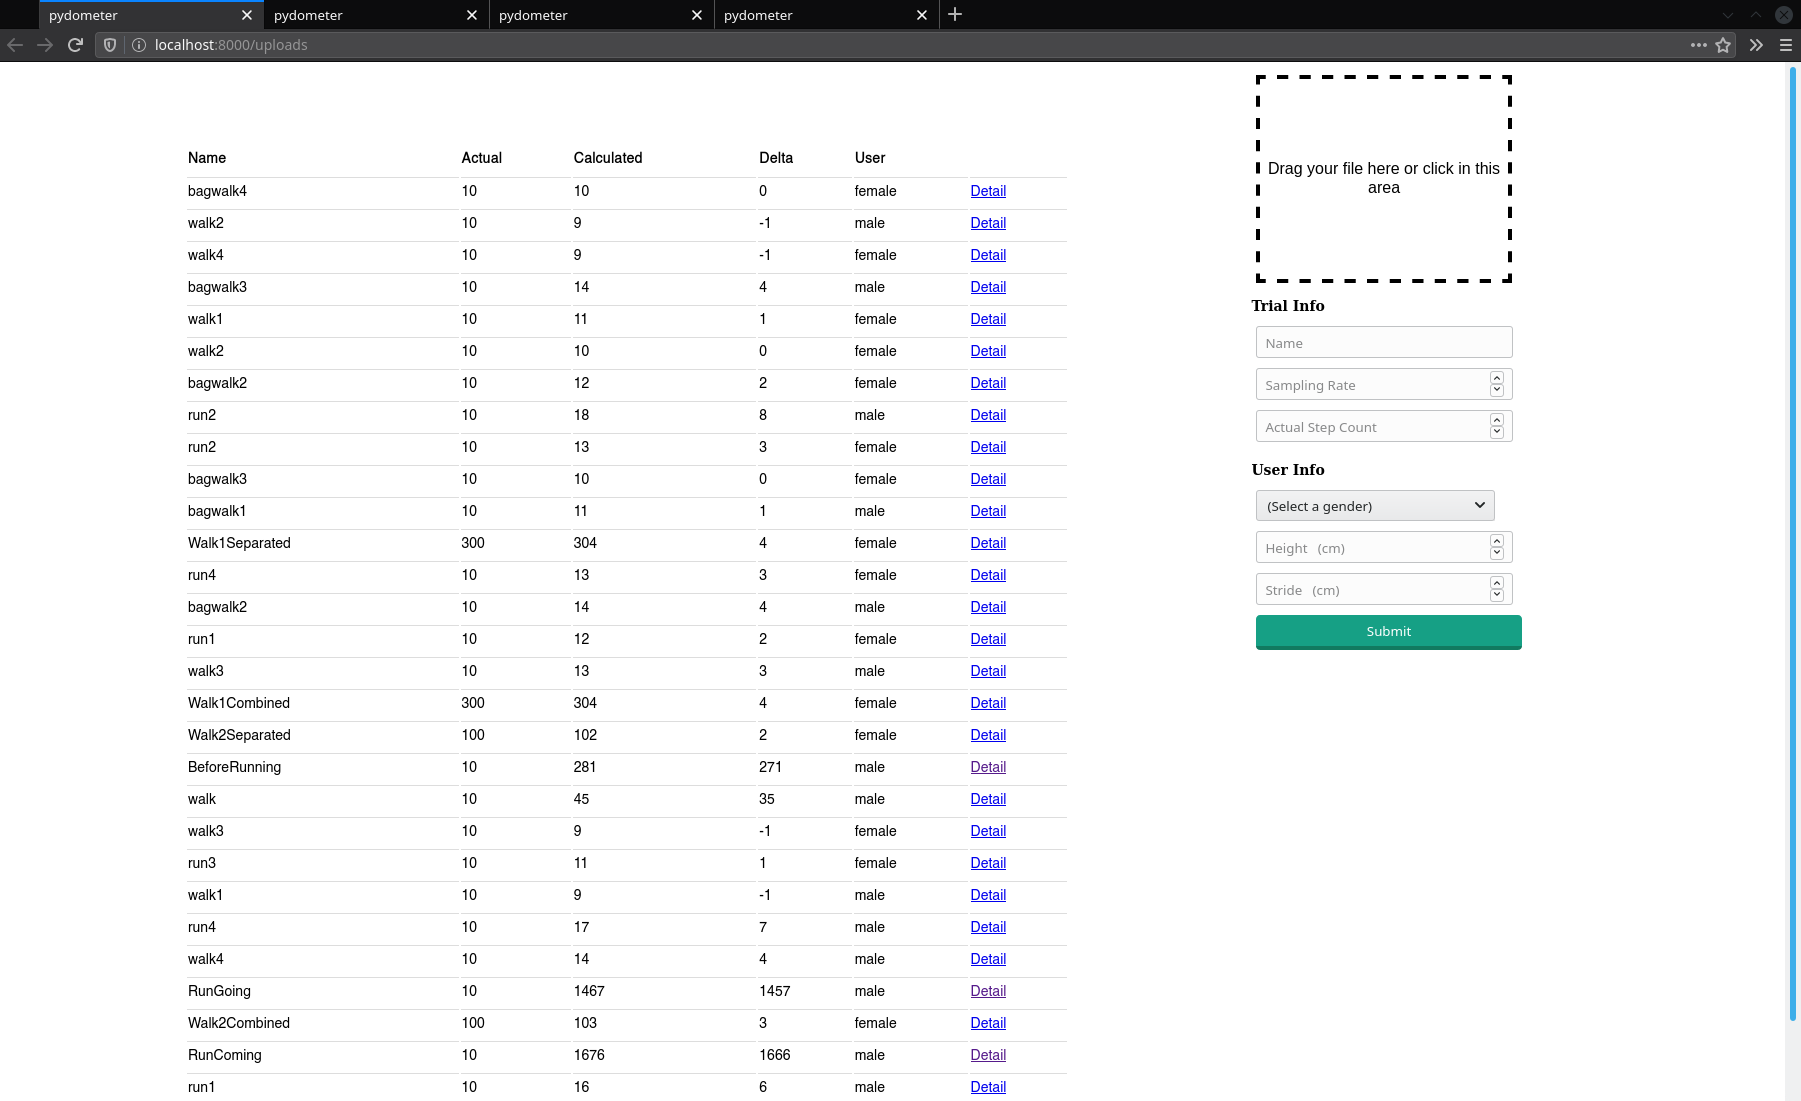 pydometer pydometer pydometer pydometer
localhost:8000/uploads
Name Actual Calculated Delta User
bagwalk4 10 10 0 female Detail
walk2 10 9 -1 male Detail
walk4 10 9 -1 female Detail
bagwalk3 10 14 4 male Detail
walk1 10 11 1 female Detail
walk2 10 10 0 female Detail
bagwalk2 10 12 2 female Detail
run2 10 18 8 male Detail
run2 10 13 3 female Detail
bagwalk3 10 10 0 female Detail
bagwalk1 10 11 1 male Detail
Walk1Separated 300 304 4 female Detail
run4 10 13 3 female Detail
bagwalk2 10 14 4 male Detail
run1 10 12 2 female Detail
walk3 10 13 3 male Detail
Walk1Combined 300 304 4 female Detail
Walk2Separated 100 102 2 female Detail
BeforeRunning 10 281 271 male Detail
walk 10 45 35 male Detail
walk3 10 9 -1 female Detail
run3 10 11 1 female Detail
walk1 10 9 -1 male Detail
run4 10 17 7 male Detail
walk4 10 14 4 male Detail
RunGoing 10 1467 1457 male Detail
Walk2Combined 100 103 3 female Detail
RunComing 10 1676 1666 male Detail
run1 10 16 6 male Detail
Drag your file here or click in this
area
Trial Info
Name
Sampling Rate
Actual Step Count
User Info
(Select a gender)
Height (cm)
Stride (cm)
Submit